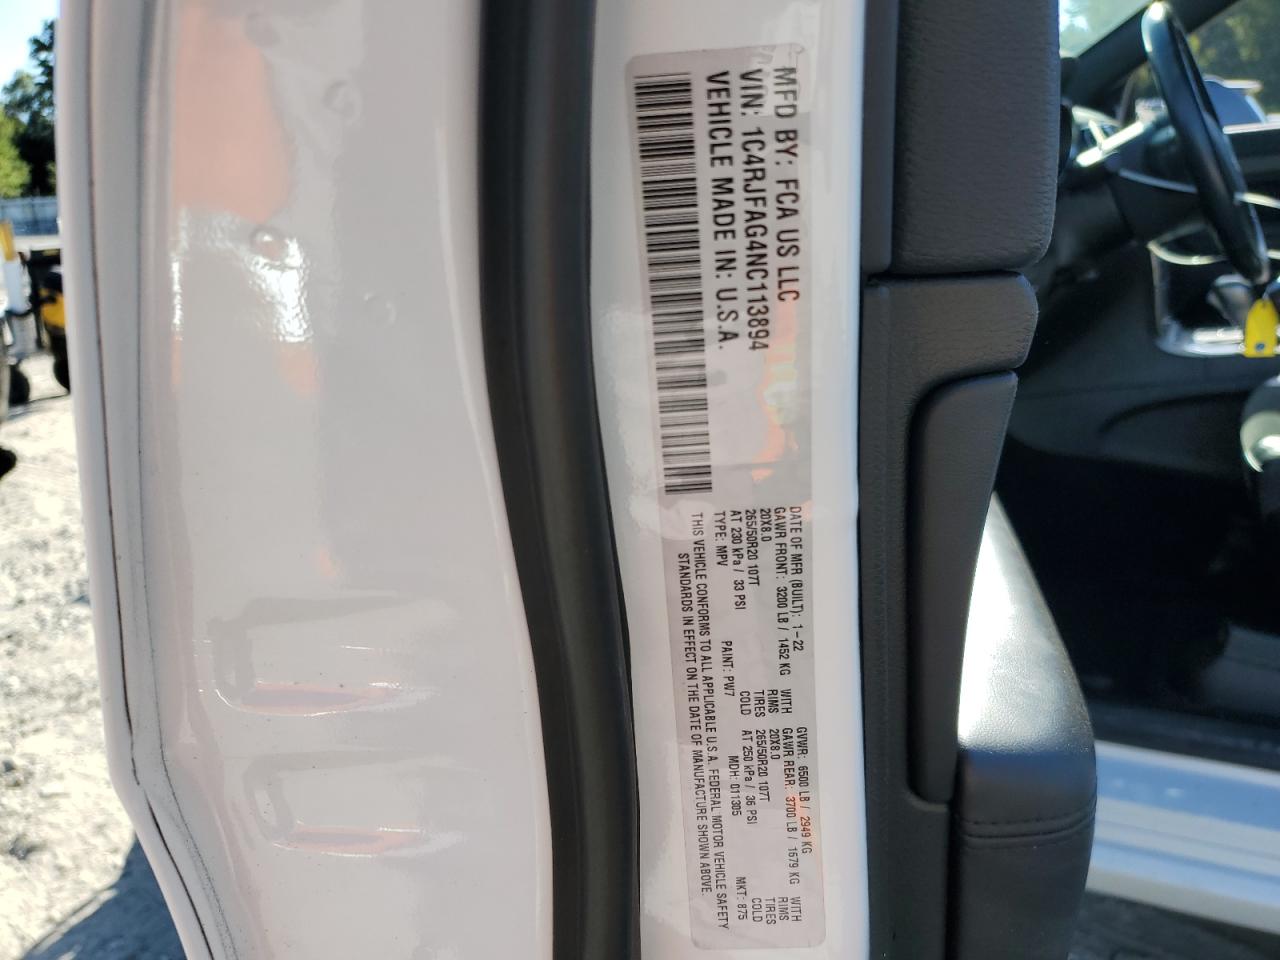 MFD BY: FCA US LLC
VIN: 1C4RJFAG4NC113894
VEHICLE MADE IN: U.S.A.
DATE OF MFR (BUILT): 1-22 GVWR: 6500 LB / 2949 KG
GAWR FRONT: 3200 LB / 1452 KG WITH GAWR REAR: 3700 LB / 1679 KG WITH
20X8.0 RIMS 20X8.0 RIMS
265/50R20 107T TIRES 265/50R20 107T TIRES
AT 230 kPa / 33 PSI COLD AT 250 kPa / 36 PSI COLD
TYPE: MPV PAINT: PW7 MDH: 011305 MKT: 875
THIS VEHICLE CONFORMS TO ALL APPLICABLE U.S.A. FEDERAL MOTOR VEHICLE SAFETY
STANDARDS IN EFFECT ON THE DATE OF MANUFACTURE SHOWN ABOVE.